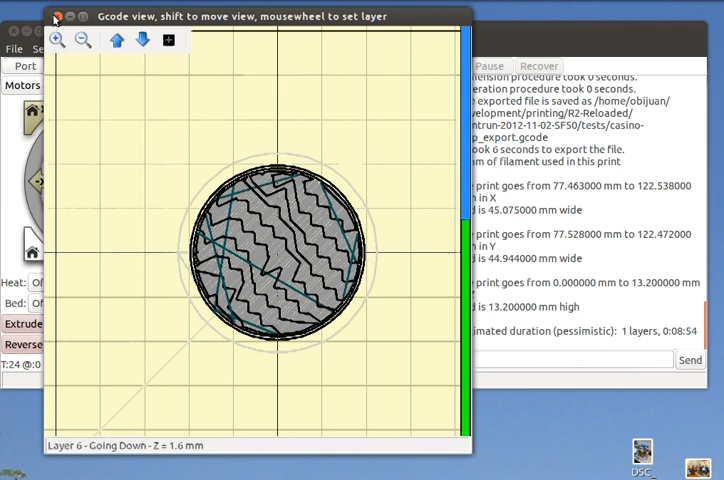 Gcode view, shift to move view, mousewheel to set layer
File
Port
Pause
Recover
Motors
took 0 seconds.
eration procedure took 0 seconds.
exported file is saved as /home/obijuan/
velopment/printing/R2-Reloaded/
ntrun-2012-11-02-SF50/tests/casino-
p_export.gcode
ook 6 seconds to export the file.
m of filament used in this print
print goes from 77.463000 mm to 122.538000
in X
is 45.075000 mm wide
print goes from 77.528000 mm to 122.472000
in Y
is 44.944000 mm wide
print goes from 0.000000 mm to 13.200000 mm
is 13.200000 mm high
imated duration (pessimistic): 1 layers, 0:08:54
Heat:
Bed:
Extrude
Reverse
Send
T:24 @:0
Layer 6 - Going Down - Z = 1.6 mm
DSC_